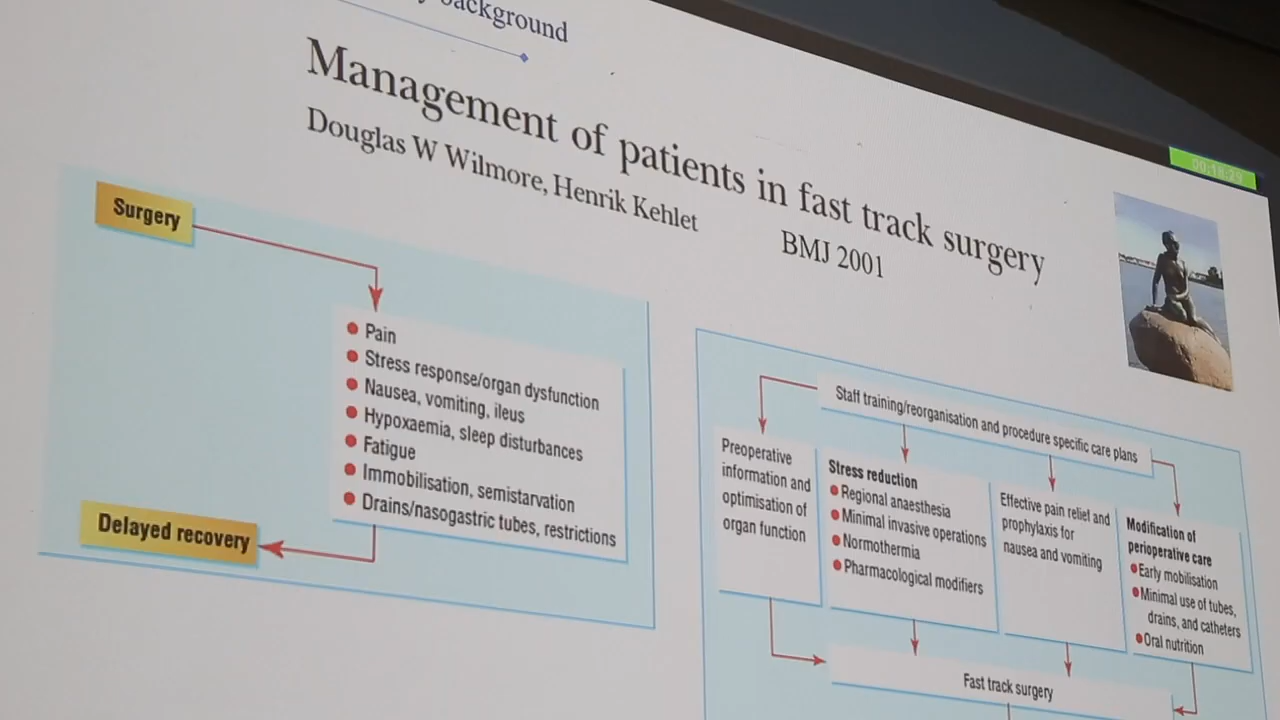 background
Management of patients in fast track surgery
Douglas W Wilmore, Henrik Kehlet
BMJ 2001
00:18:29
Surgery
Pain
Stress response/organ dysfunction
Nausea, vomiting, ileus
Hypoxaemia, sleep disturbances
Fatigue
Immobilisation, semistarvation
Drains/nasogastric tubes, restrictions
Delayed recovery
Staff training/reorganisation and procedure specific care plans
Preoperative
information and
optimisation of
organ function
Stress reduction
Regional anaesthesia
Minimal invasive operations
Normothermia
Pharmacological modifiers
Effective pain relief and
prophylaxis for
nausea and vomiting
Modification of
perioperative care
Early mobilisation
Minimal use of tubes,
drains, and catheters
Oral nutrition
Fast track surgery